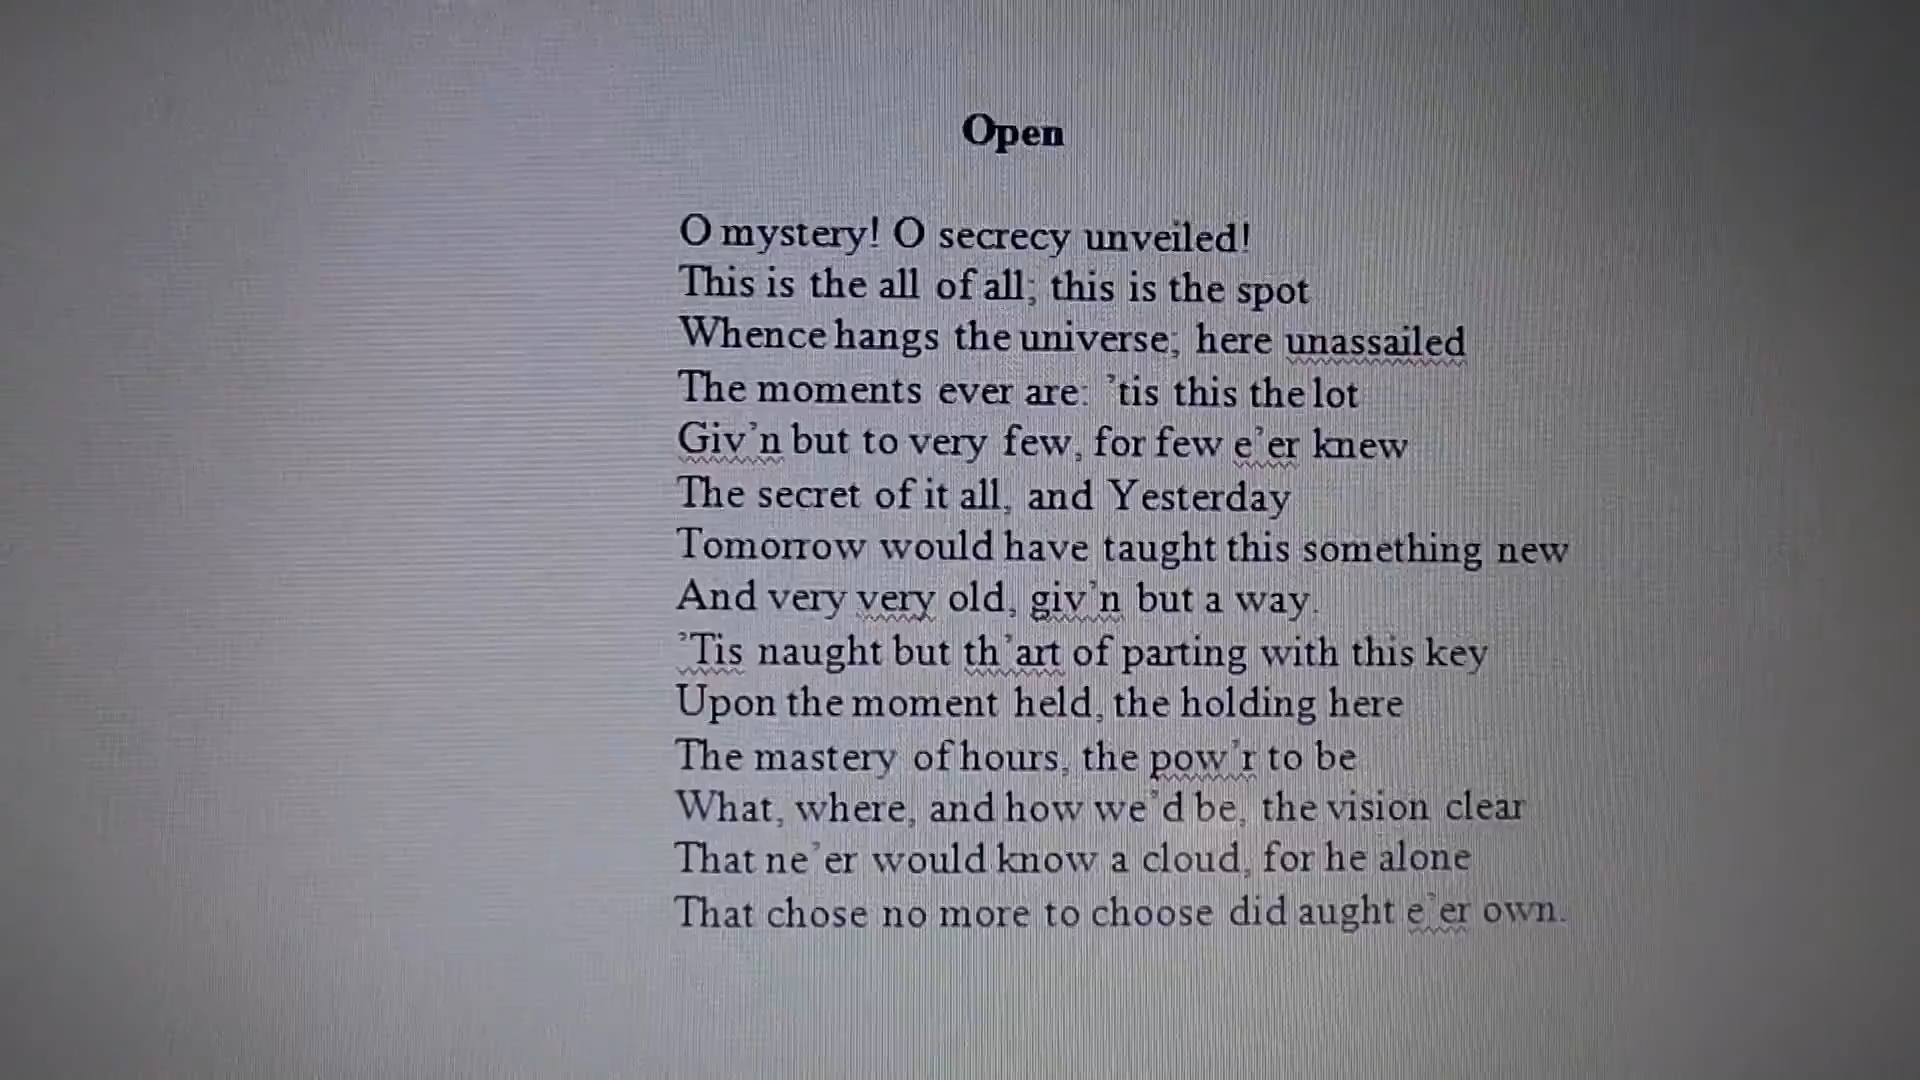 Open
O mystery! O secrecy unveiled!
This is the all of all; this is the spot
Whence hangs the universe; here unassailed
The moments ever are: ’tis this the lot
Giv’n but to very few, for few e’er knew
The secret of it all, and Yesterday
Tomorrow would have taught this something new
And very very old, giv’n but a way.
’Tis naught but th’art of parting with this key
Upon the moment held, the holding here
The mastery of hours, the pow’r to be
What, where, and how we’d be, the vision clear
That ne’er would know a cloud, for he alone
That chose no more to choose did aught e’er own.